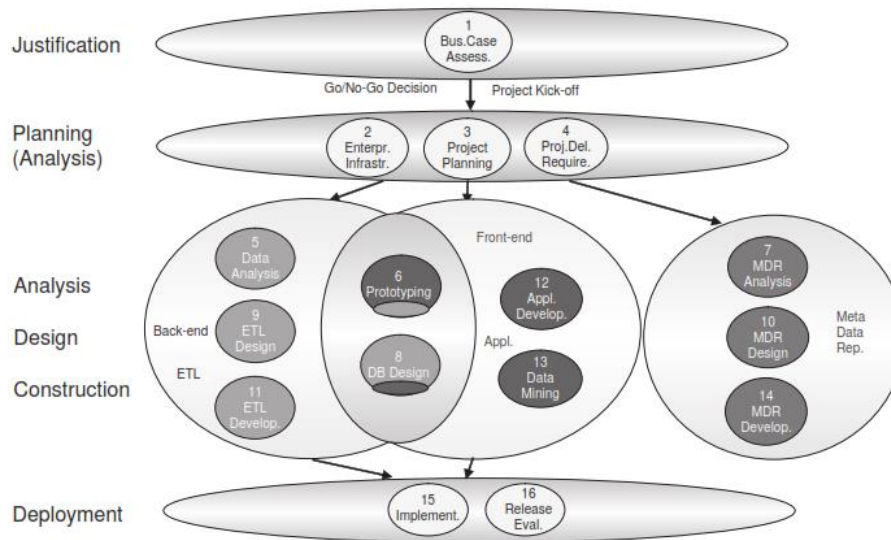 Justification
1
Bus.Case
Assess.
Go/No-Go Decision
Project Kick-off
Planning
(Analysis)
2
Enterpr.
Infrastr.
3
Project
Planning
4
Proj.Del.
Require.
Analysis
Design
Construction
Back-end
ETL
5
Data
Analysis
9
ETL
Design
11
ETL
Develop.
6
Prototyping
8
DB Design
Front-end
Appl.
12
Appl.
Develop.
13
Data
Mining
7
MDR
Analysis
10
MDR
Design
14
MDR
Develop.
Meta
Data
Rep.
Deployment
15
Implement.
16
Release
Eval.